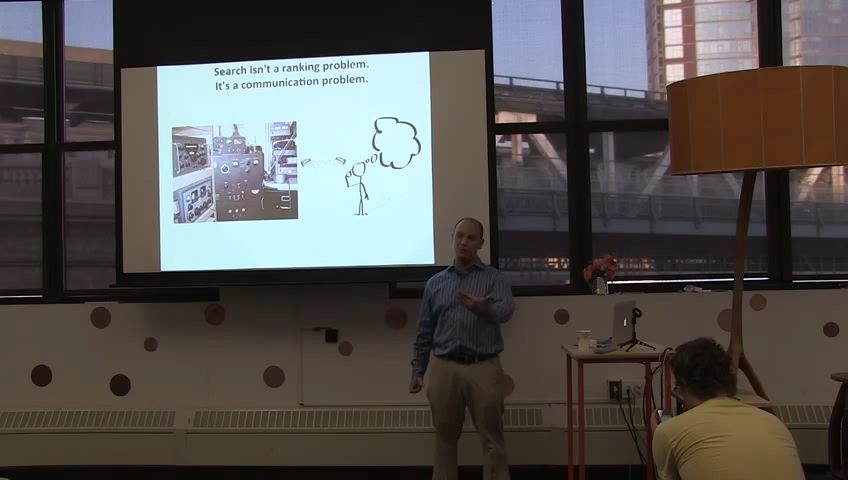 Search isn't a ranking problem.
It's a communication problem.